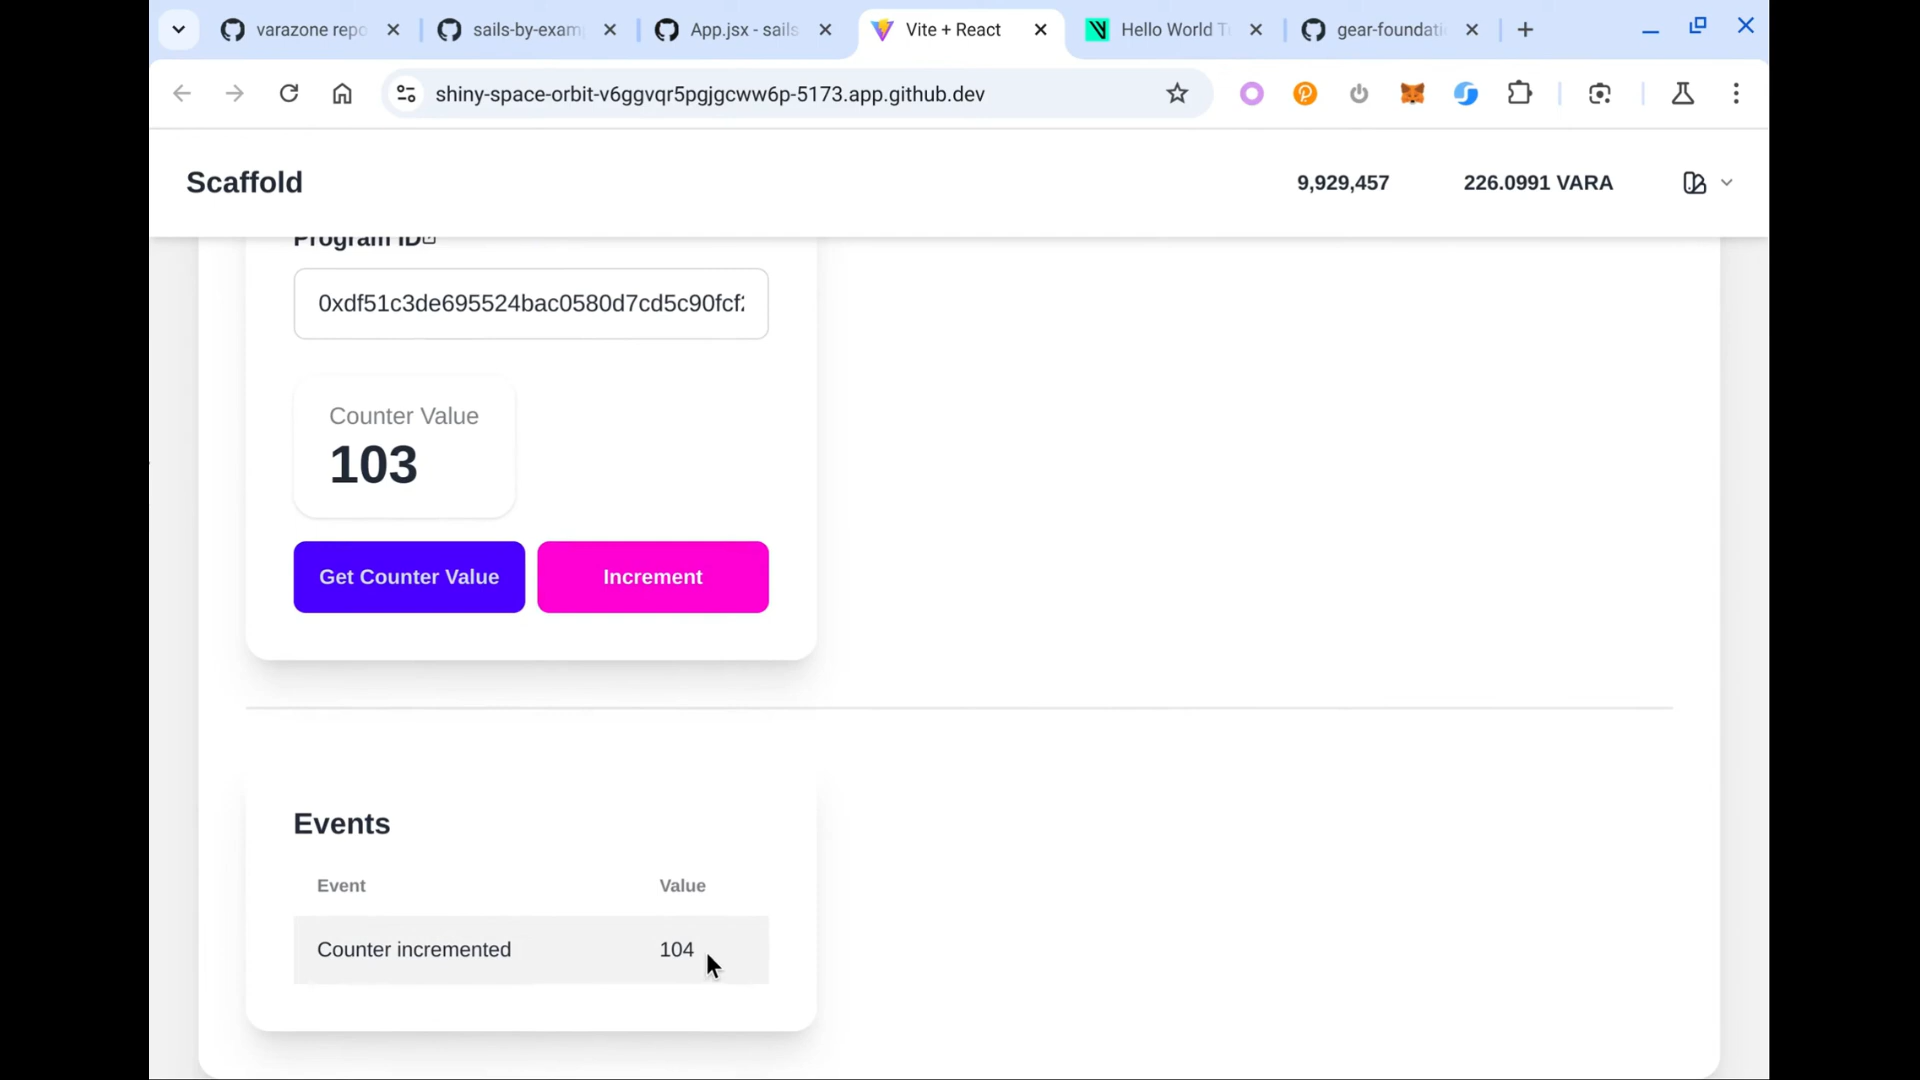 varazone repo
sails-by-exam
App.jsx - sails
Vite + React
Hello World T
gear-foundati
shiny-space-orbit-v6ggvqr5pgjgcww6p-5173.app.github.dev
Scaffold
9,929,457
226.0991 VARA
Program ID
0xdf51c3de695524bac0580d7cd5c90fcf
Counter Value
103
Get Counter Value
Increment
Events
Event Value
Counter incremented 104